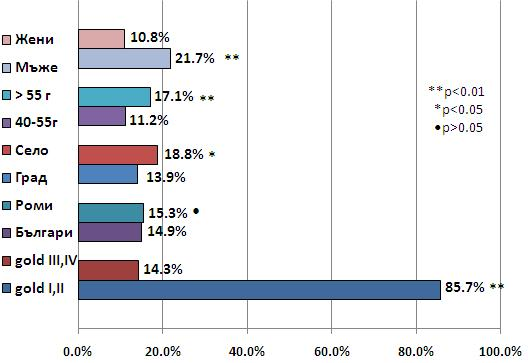 Жени
10.8%
Мъже
21.7% **
> 55 г
17.1% **
40-55г
11.2%
Село
18.8% *
Град
13.9%
Роми
15.3% •
Българи
14.9%
gold III,IV
14.3%
gold I,II
85.7% **
**p<0.01
*p<0.05
•p>0.05
0.0% 20.0% 40.0% 60.0% 80.0% 100.0%